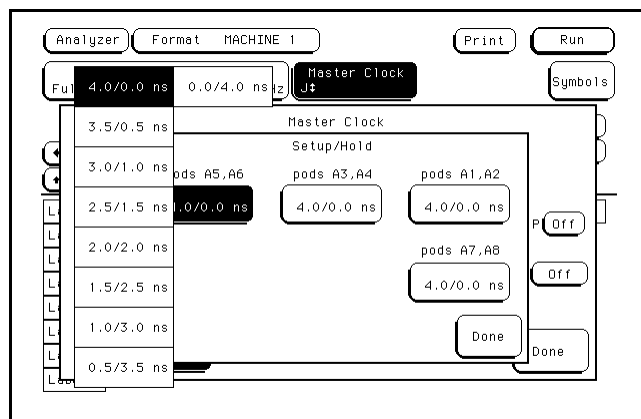 Analyzer Format MACHINE 1 Print Run
Master Clock
J↕
Symbols
4.0/0.0 ns 0.0/4.0 ns
3.5/0.5 ns
3.0/1.0 ns
2.5/1.5 ns
2.0/2.0 ns
1.5/2.5 ns
1.0/3.0 ns
0.5/3.5 ns
Master Clock
Setup/Hold
A5,A6 pods A3,A4 pods A1,A2
4.0/0.0 ns 4.0/0.0 ns
Off
pods A7,A8
4.0/0.0 ns
Off
Done
Done